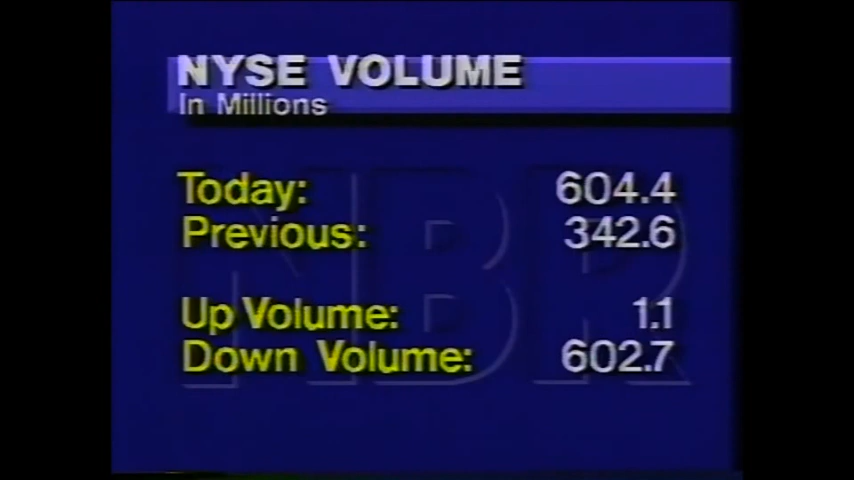 NYSE VOLUME
In Millions
Today: 604.4
Previous: 342.6
Up Volume: 1.1
Down Volume: 602.7
NBR